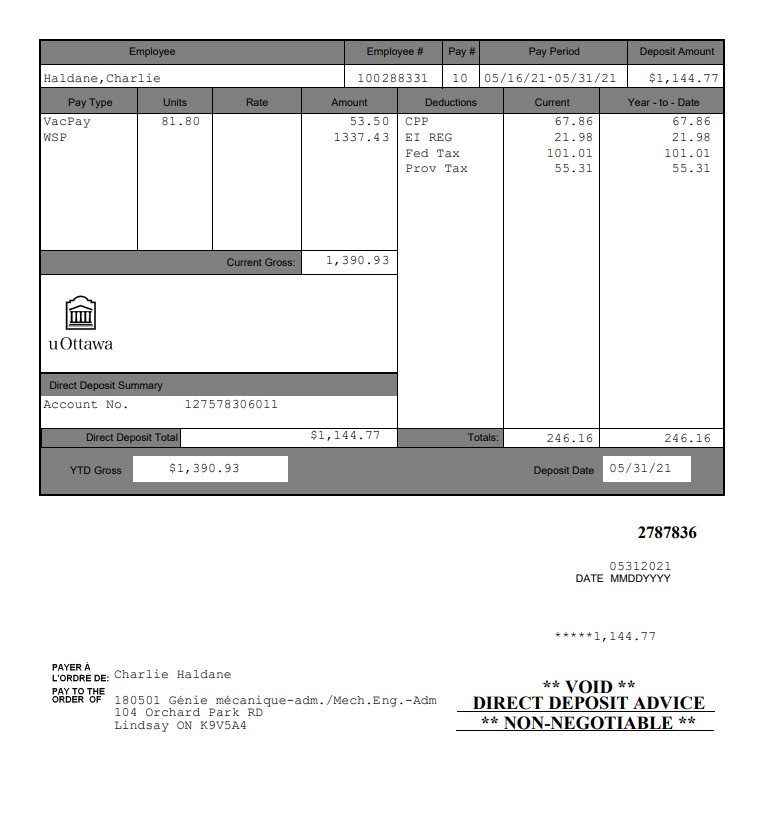 Employee Employee # Pay # Pay Period Deposit Amount
Haldane,Charlie 100288331 10 05/16/21-05/31/21 $1,144.77
Pay Type Units Rate Amount Deductions Current Year - to - Date
VacPay 81.80 53.50 CPP 67.86 67.86
WSP 1337.43 EI REG 21.98 21.98
Fed Tax 101.01 101.01
Prov Tax 55.31 55.31
Current Gross: 1,390.93
uOttawa
Direct Deposit Summary
Account No. 127578306011
Direct Deposit Total $1,144.77 Totals: 246.16 246.16
YTD Gross $1,390.93 Deposit Date 05/31/21
2787836
05312021
DATE MMDDYYYY
*****1,144.77
PAYER À
L'ORDRE DE: Charlie Haldane
PAY TO THE
ORDER OF 180501 Génie mécanique-adm./Mech.Eng.-Adm
104 Orchard Park RD
Lindsay ON K9V5A4
** VOID **
DIRECT DEPOSIT ADVICE
** NON-NEGOTIABLE **